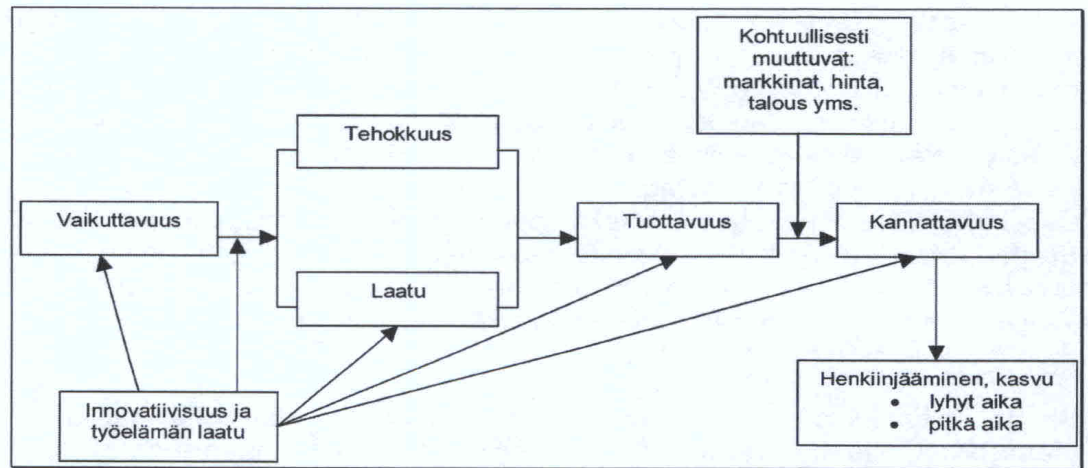 Kohtuullisesti
muuttuvat:
markkinat, hinta,
talous yms.
Tehokkuus
Vaikuttavuus
Tuottavuus
Kannattavuus
Laatu
Innovatiivisuus ja
työelämän laatu
Henkiinjääminen, kasvu
• lyhyt aika
• pitkä aika